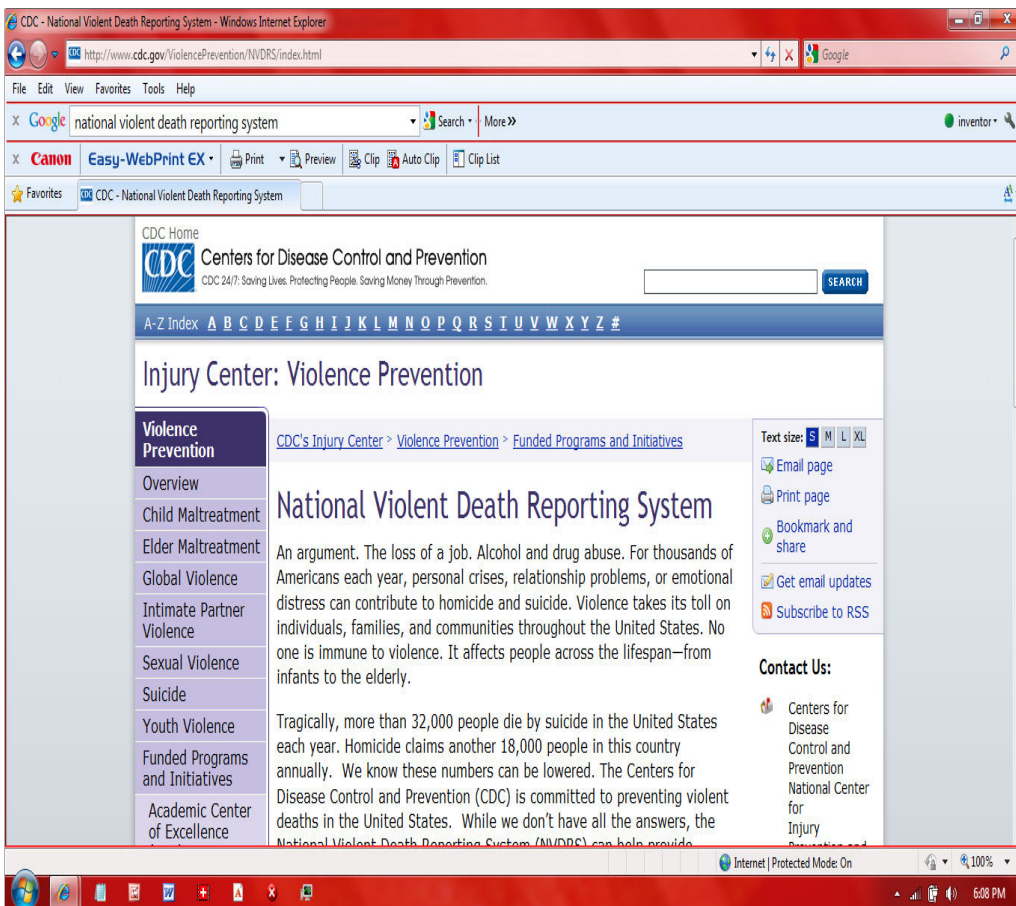 CDC - National Violent Death Reporting System - Windows Internet Explorer
http://www.cdc.gov/ViolencePrevention/NVDRS/index.html
Google
File Edit View Favorites Tools Help
x Google national violent death reporting system Search More >> inventor
x Canon Easy-WebPrint EX Print Preview Clip Auto Clip Clip List
Favorites CDC - National Violent Death Reporting System
CDC Home
CDC Centers for Disease Control and Prevention
CDC 24/7: Saving Lives. Protecting People. Saving Money Through Prevention.
SEARCH
A-Z Index A B C D E F G H I J K L M N O P Q R S T U V W X Y Z #
Injury Center: Violence Prevention
Violence
Prevention
Overview
Child Maltreatment
Elder Maltreatment
Global Violence
Intimate Partner
Violence
Sexual Violence
Suicide
Youth Violence
Funded Programs
and Initiatives
Academic Center
of Excellence
CDC's Injury Center > Violence Prevention > Funded Programs and Initiatives
National Violent Death Reporting System
An argument. The loss of a job. Alcohol and drug abuse. For thousands of
Americans each year, personal crises, relationship problems, or emotional
distress can contribute to homicide and suicide. Violence takes its toll on
individuals, families, and communities throughout the United States. No
one is immune to violence. It affects people across the lifespan—from
infants to the elderly.
Tragically, more than 32,000 people die by suicide in the United States
each year. Homicide claims another 18,000 people in this country
annually. We know these numbers can be lowered. The Centers for
Disease Control and Prevention (CDC) is committed to preventing violent
deaths in the United States. While we don't have all the answers, the
National Violent Death Reporting System (NVDRS) can help provide
Text size: S M L XL
Email page
Print page
Bookmark and
share
Get email updates
Subscribe to RSS
Contact Us:
Centers for
Disease
Control and
Prevention
National Center
for
Injury
Prevention and
Internet | Protected Mode: On 100%
6:08 PM